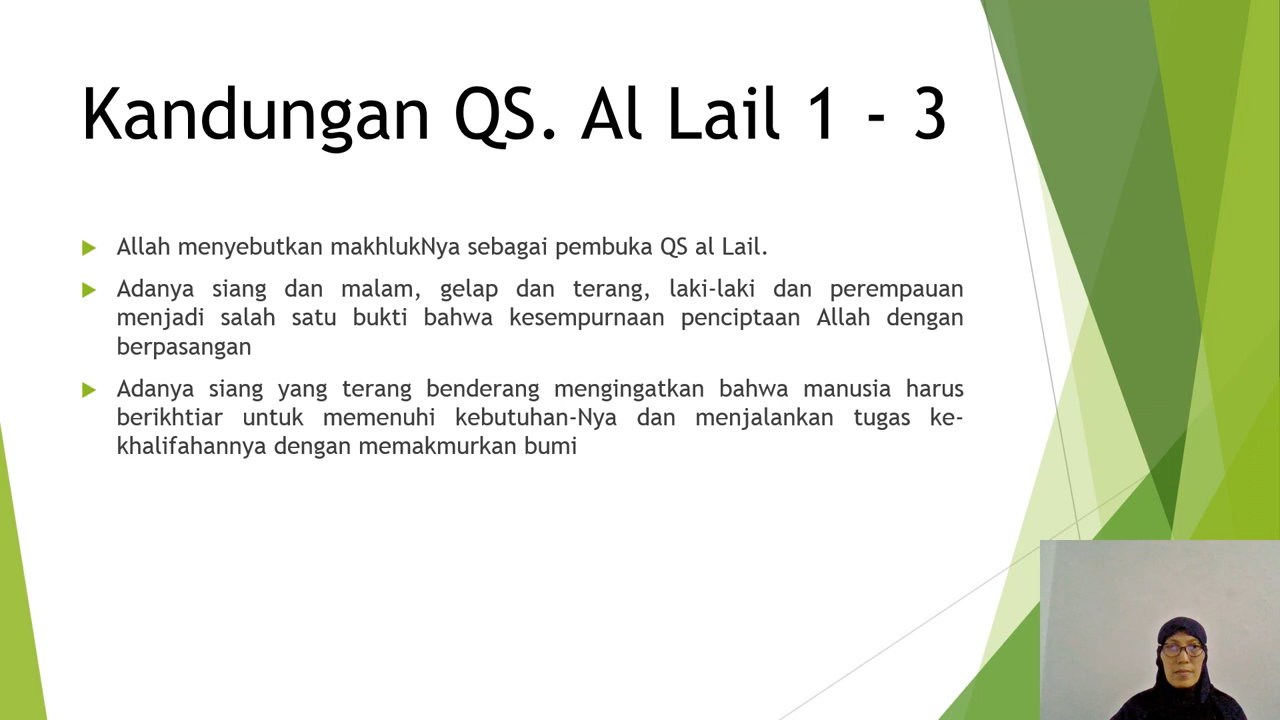 Kandungan QS. Al Lail 1 - 3
Allah menyebutkan makhlukNya sebagai pembuka QS al Lail.
Adanya siang dan malam, gelap dan terang, laki-laki dan perempauan
menjadi salah satu bukti bahwa kesempurnaan penciptaan Allah dengan
berpasangan
Adanya siang yang terang benderang mengingatkan bahwa manusia harus
berikhtiar untuk memenuhi kebutuhan-Nya dan menjalankan tugas ke-
khalifahannya dengan memakmurkan bumi